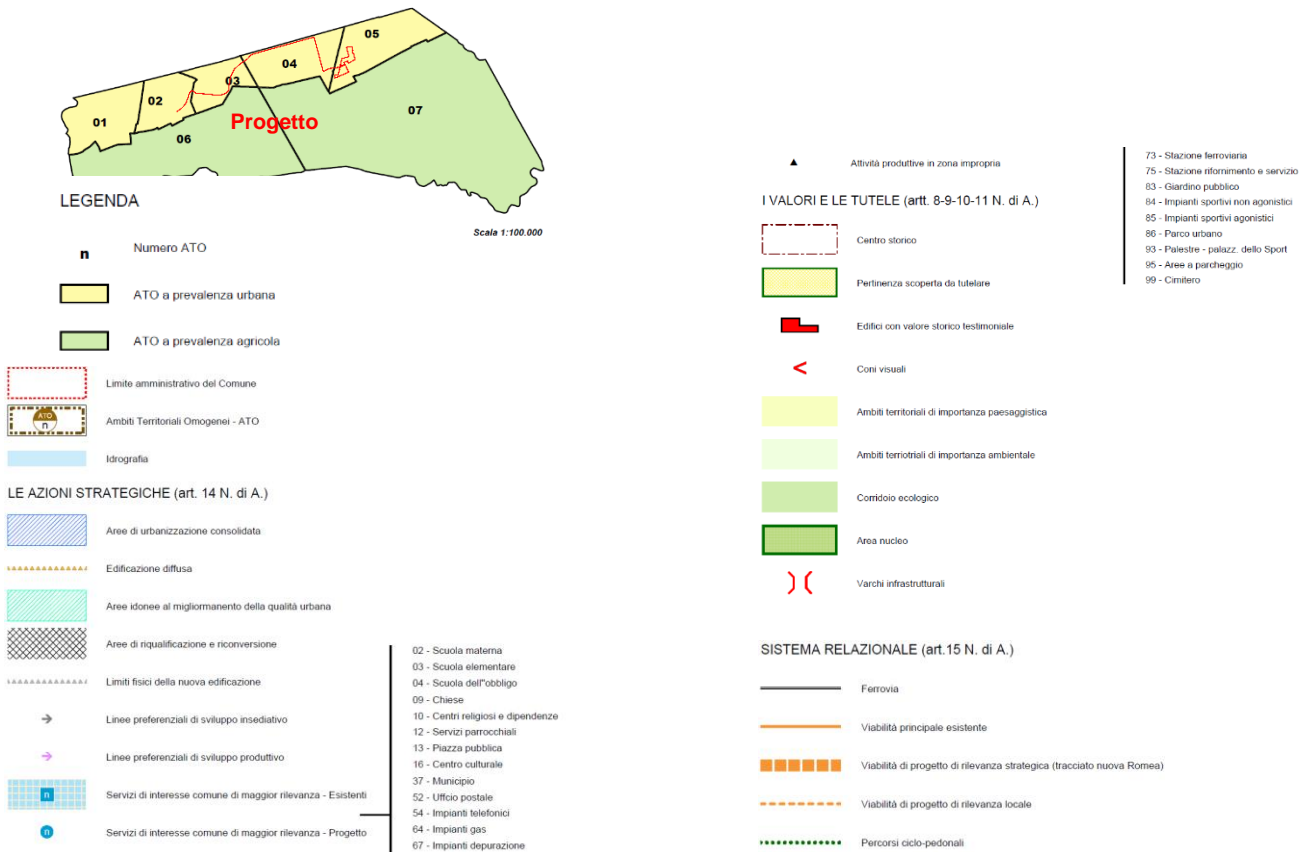 05
04
03
02
01
07
06
Progetto
Scala 1:100.000
LEGENDA
n
Numero ATO
ATO a prevalenza urbana
ATO a prevalenza agricola
Limite amministrativo del Comune
ATO
n
Ambiti Territoriali Omogenei - ATO
Idrografia
LE AZIONI STRATEGICHE (art. 14 N. di A.)
Aree di urbanizzazione consolidata
Edificazione diffusa
Aree idonee al migliormanento della qualità urbana
Aree di riqualificazione e riconversione
Limiti fisici della nuova edificazione
Linee preferenziali di sviluppo insediativo
Linee preferenziali di sviluppo produttivo
n
Servizi di interesse comune di maggior rilevanza - Esistenti
n
Servizi di interesse comune di maggior rilevanza - Progetto
02 - Scuola materna
03 - Scuola elementare
04 - Scuola dell"obbligo
09 - Chiese
10 - Centri religiosi e dipendenze
12 - Servizi parrocchiali
13 - Piazza pubblica
16 - Centro culturale
37 - Municipio
52 - Uffcio postale
54 - Impianti telefonici
64 - Impianti gas
67 - Impianti depurazione
Attività produttive in zona impropria
I VALORI E LE TUTELE (artt. 8-9-10-11 N. di A.)
Centro storico
Pertinenza scoperta da tutelare
Edifici con valore storico testimoniale
Coni visuali
Ambiti territoriali di importanza paesaggistica
Ambiti terriotriali di importanza ambientale
Corridoio ecologico
Area nucleo
Varchi infrastrutturali
SISTEMA RELAZIONALE (art.15 N. di A.)
Ferrovia
Viabilità principale esistente
Viabilità di progetto di rilevanza strategica (tracciato nuova Romea)
Viabilità di progetto di rilevanza locale
Percorsi ciclo-pedonali
73 - Stazione ferroviaria
75 - Stazione rifornimento e servizio
83 - Giardino pubblico
84 - Impianti sportivi non agonistici
85 - Impianti sportivi agonistici
86 - Parco urbano
93 - Palestre - palazz. dello Sport
95 - Aree a parcheggio
99 - Cimitero